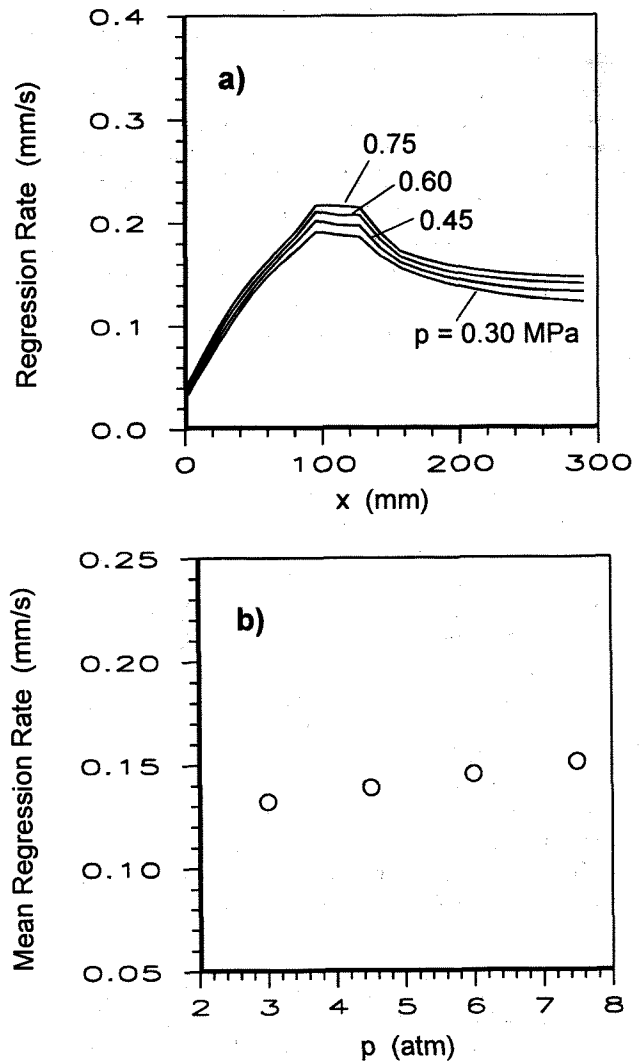 Regression Rate (mm/s)
0.4
0.3
0.2
0.1
0.0
a)
0.75
0.60
0.45
p = 0.30 MPa
0 100 200 300
x (mm)
Mean Regression Rate (mm/s)
0.25
0.20
0.15
0.10
0.05
b)
2 3 4 5 6 7 8
p (atm)